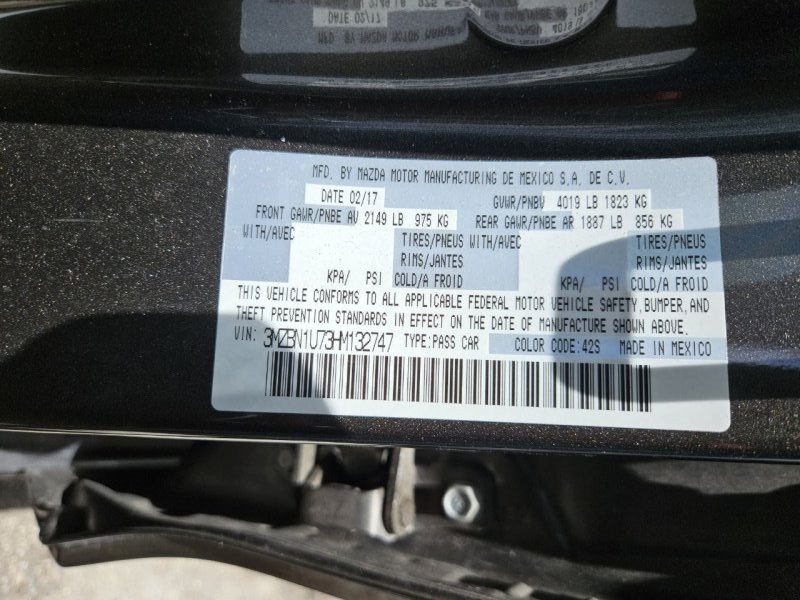 MFD. BY MAZDA MOTOR MANUFACTURING DE MEXICO S.A. DE C.V.
DATE 02/17 GVWR/PNBV 4019 LB 1823 KG
FRONT GAWR/PNBE AV 2149 LB 975 KG REAR GAWR/PNBE AR 1887 LB 856 KG
WITH/AVEC TIRES/PNEUS WITH/AVEC TIRES/PNEUS
RIMS/JANTES RIMS/JANTES
KPA/ PSI COLD/A FROID KPA/ PSI COLD/A FROID
THIS VEHICLE CONFORMS TO ALL APPLICABLE FEDERAL MOTOR VEHICLE SAFETY, BUMPER, AND
THEFT PREVENTION STANDARDS IN EFFECT ON THE DATE OF MANUFACTURE SHOWN ABOVE.
VIN: 3MZBN1U73HM132747 TYPE:PASS CAR COLOR CODE:42S MADE IN MEXICO